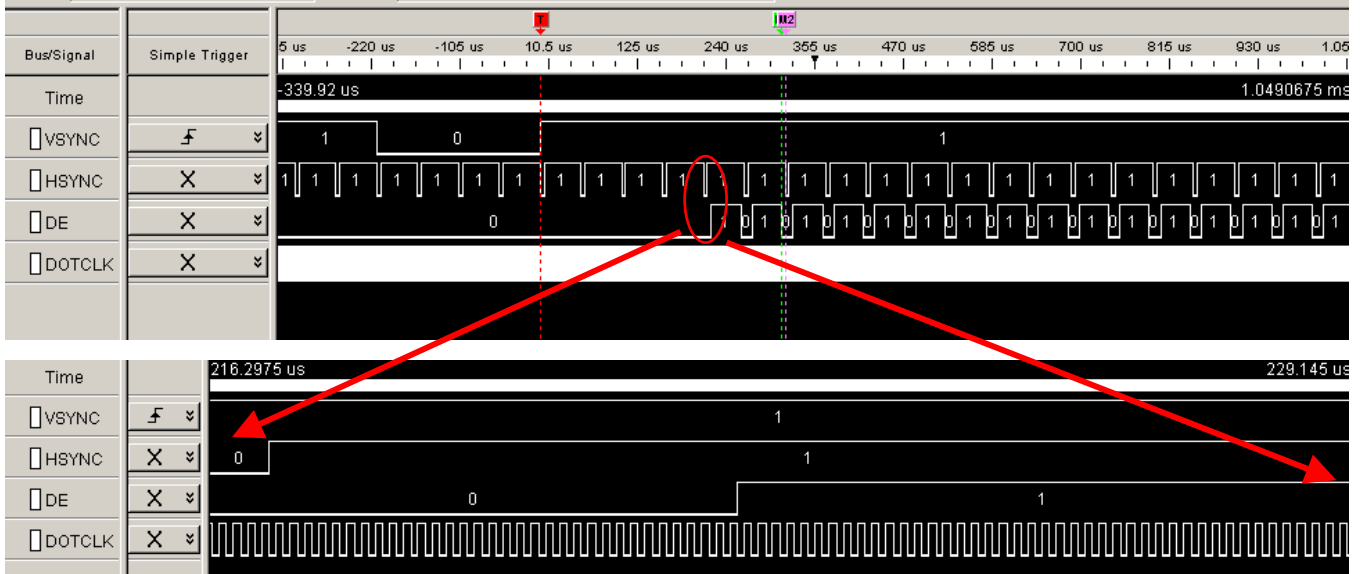 T M2
Bus/Signal Simple Trigger 5 us -220 us -105 us 10.5 us 125 us 240 us 355 us 470 us 585 us 700 us 815 us 930 us 1.05
Time -339.92 us 1.0490675 ms
VSYNC 1 0 1
HSYNC X 1 1 1 1 1 1 1 1 1 1 1 1 1 1 1 1 1 1 1 1 1 1 1 1 1 1 1
DE X 0 1 0 1 0 1 0 1 0 1 0 1 0 1 0 1 0 1 0 1 0 1 0 1 0 1 0 1 0 1 0 1
DOTCLK X
Time 216.2975 us 229.145 us
VSYNC 1
HSYNC X 0 1
DE X 0 1
DOTCLK X